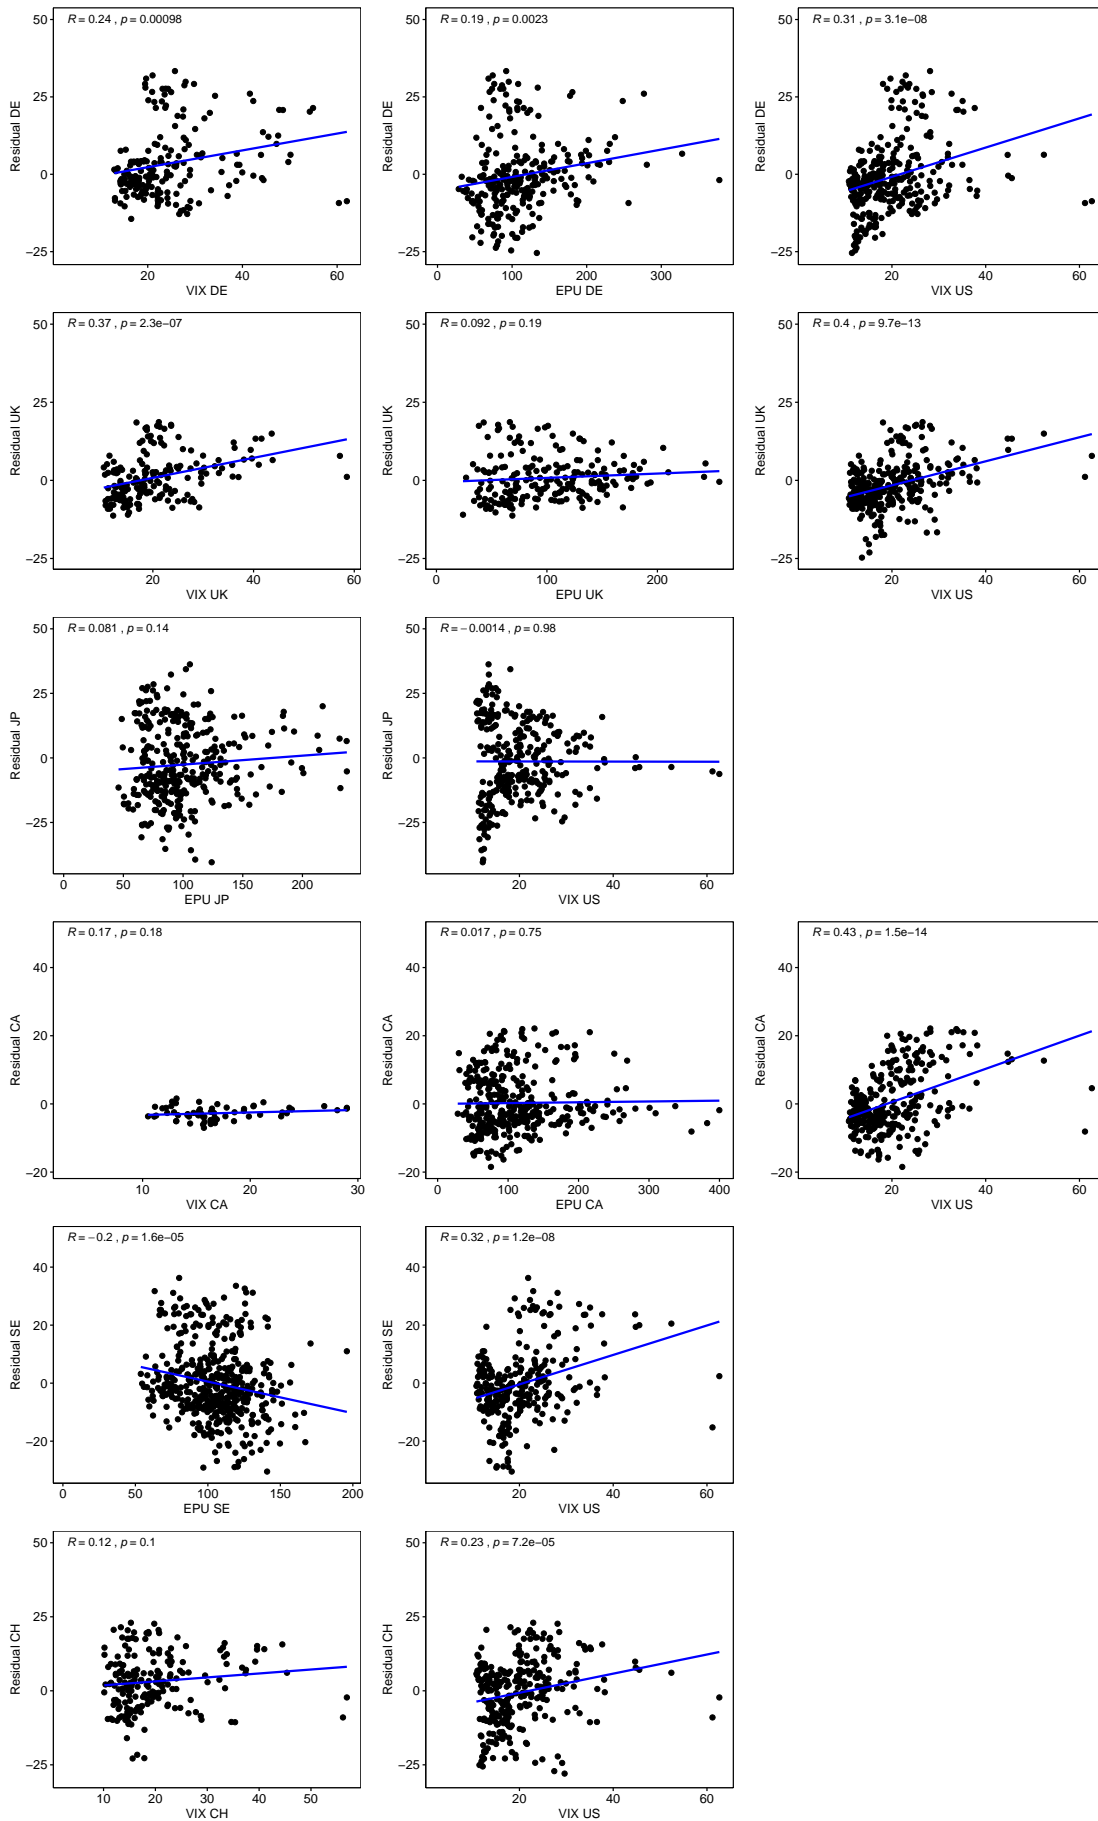 R = 0.24 , p = 0.00098
50
25
0
−25
Residual DE
20 40 60
VIX DE
R = 0.19 , p = 0.0023
50
25
0
−25
Residual DE
0 100 200 300
EPU DE
R = 0.31 , p = 3.1e−08
50
25
0
−25
Residual DE
20 40 60
VIX US
R = 0.37 , p = 2.3e−07
50
25
0
−25
Residual UK
20 40 60
VIX UK
R = 0.092 , p = 0.19
50
25
0
−25
Residual UK
0 100 200
EPU UK
R = 0.4 , p = 9.7e−13
50
25
0
−25
Residual UK
20 40 60
VIX US
R = 0.081 , p = 0.14
50
25
0
−25
Residual JP
0 50 100 150 200
EPU JP
R = −0.0014 , p = 0.98
50
25
0
−25
Residual JP
20 40 60
VIX US
R = 0.17 , p = 0.18
40
20
0
−20
Residual CA
10 20 30
VIX CA
R = 0.017 , p = 0.75
40
20
0
−20
Residual CA
0 100 200 300 400
EPU CA
R = 0.43 , p = 1.5e−14
40
20
0
−20
Residual CA
20 40 60
VIX US
R = −0.2 , p = 1.6e−05
40
20
0
−20
Residual SE
0 50 100 150 200
EPU SE
R = 0.32 , p = 1.2e−08
40
20
0
−20
Residual SE
20 40 60
VIX US
R = 0.12 , p = 0.1
50
25
0
−25
Residual CH
10 20 30 40 50
VIX CH
R = 0.23 , p = 7.2e−05
50
25
0
−25
Residual CH
20 40 60
VIX US